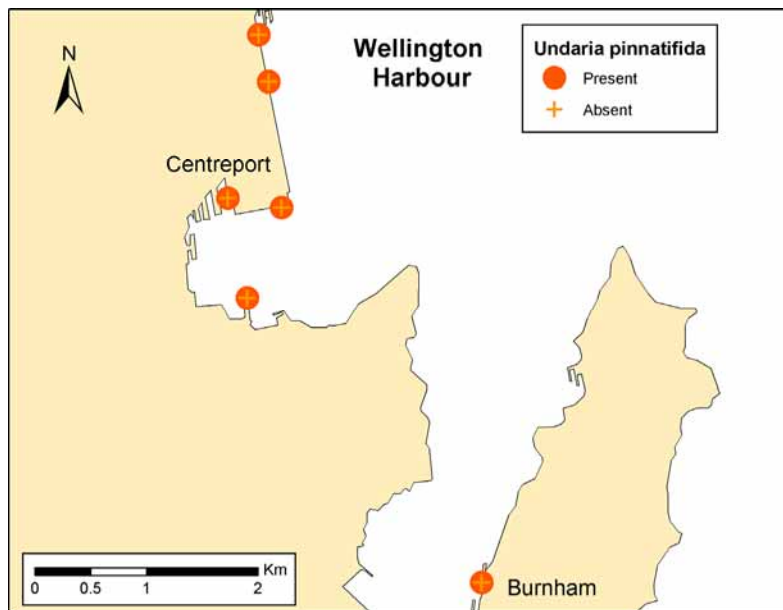 N
Wellington
Harbour
Undaria pinnatifida
Present
Absent
Centreport
Burnham
Km
0 0.5 1 2